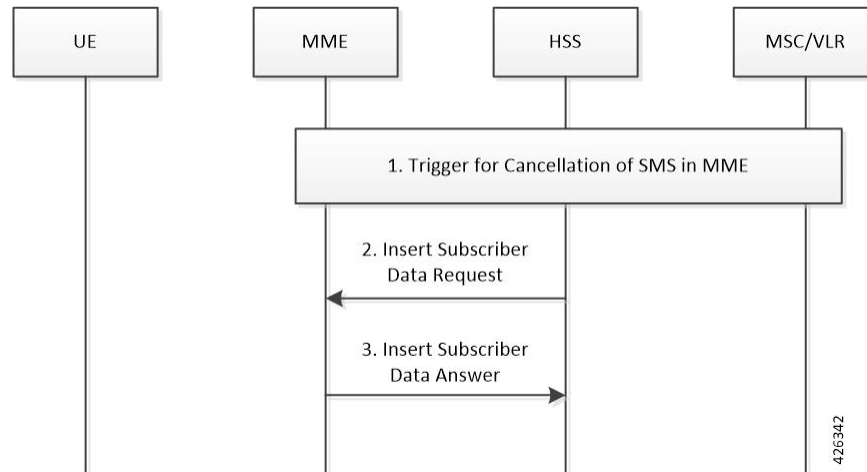 UE
MME
HSS
MSC/VLR
1. Trigger for Cancellation of SMS in MME
2. Insert Subscriber
Data Request
3. Insert Subscriber
Data Answer
426342